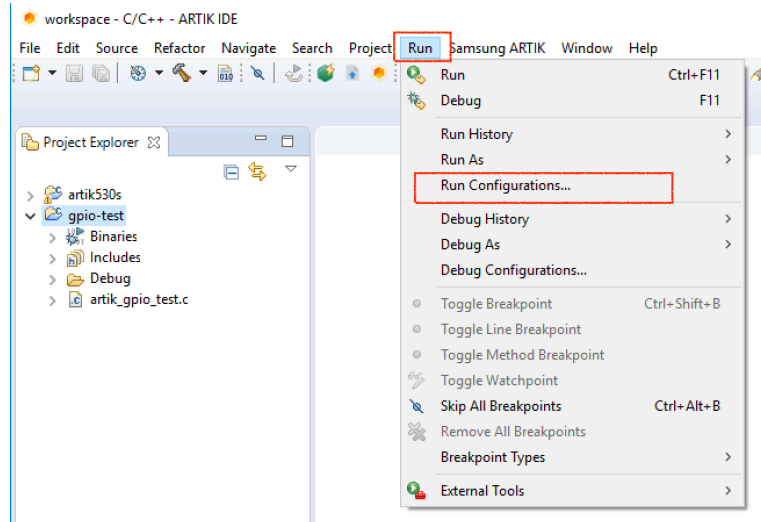 workspace - C/C++ - ARTIK IDE
File Edit Source Refactor Navigate Search Project Run Samsung ARTIK Window Help
010
Project Explorer
artik530s
gpio-test
Binaries
Includes
Debug
artik_gpio_test.c
Run Ctrl+F11
Debug F11
Run History
Run As
Run Configurations...
Debug History
Debug As
Debug Configurations...
Toggle Breakpoint Ctrl+Shift+B
Toggle Line Breakpoint
Toggle Method Breakpoint
Toggle Watchpoint
Skip All Breakpoints Ctrl+Alt+B
Remove All Breakpoints
Breakpoint Types
External Tools